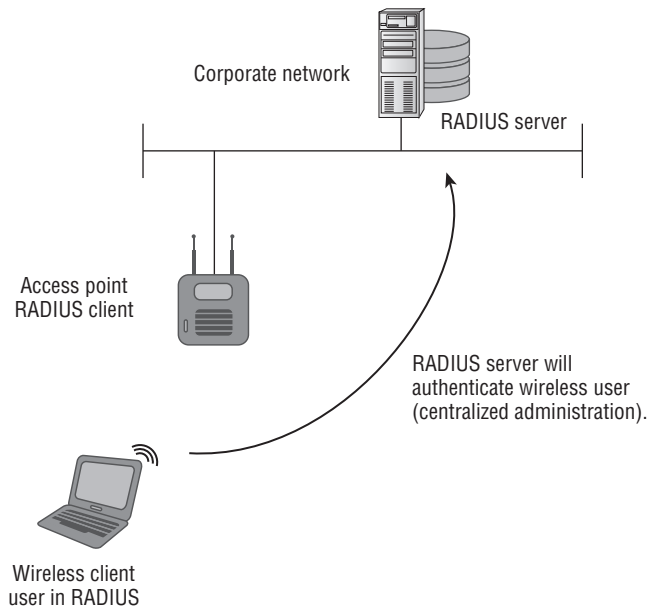 Corporate network
RADIUS server
Access point
RADIUS client
RADIUS server will
authenticate wireless user
(centralized administration).
Wireless client
user in RADIUS